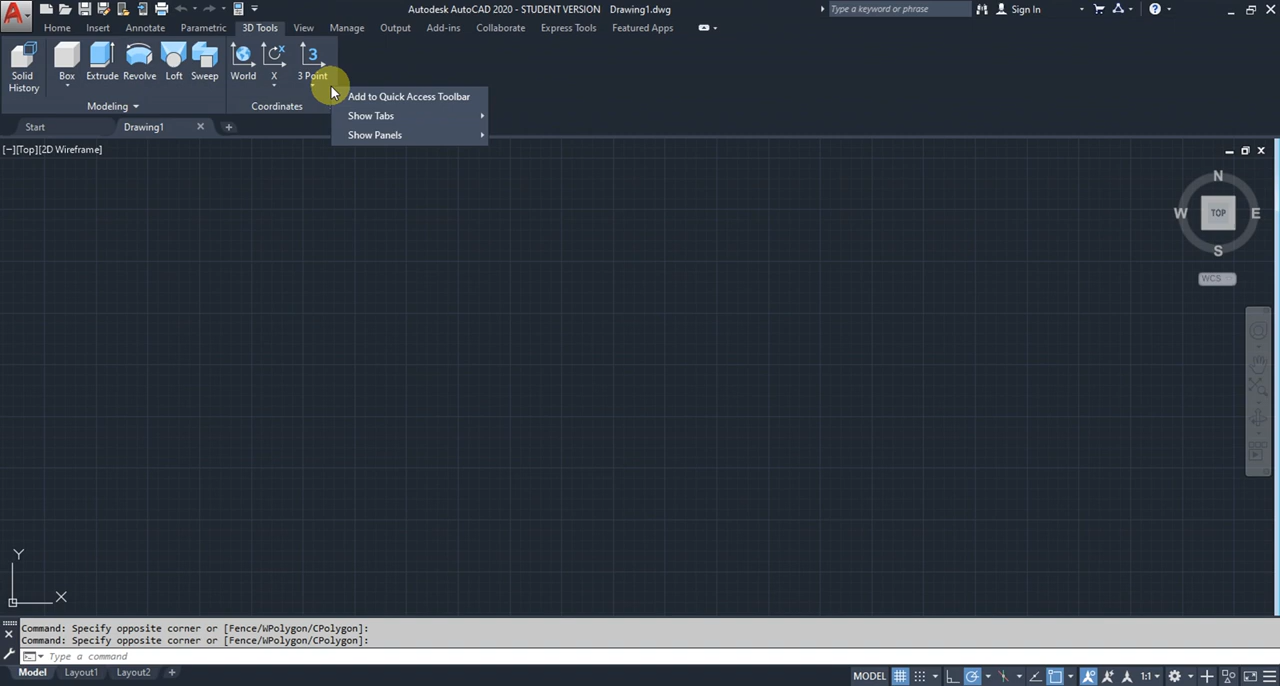 Autodesk AutoCAD 2020 - STUDENT VERSION Drawing1.dwg
Type a keyword or phrase
Sign In
Home Insert Annotate Parametric 3D Tools View Manage Output Add-ins Collaborate Express Tools Featured Apps
Solid History
Box
Extrude
Revolve
Loft
Sweep
World
X
3 Point
Modeling
Coordinates
Add to Quick Access Toolbar
Show Tabs
Show Panels
Start
Drawing1
[−][Top][2D Wireframe]
N
W
TOP
E
S
WCS
Y
X
Command: Specify opposite corner or [Fence/WPolygon/CPolygon]:
Command: Specify opposite corner or [Fence/WPolygon/CPolygon]:
Type a command
Model Layout1 Layout2
MODEL
1:1